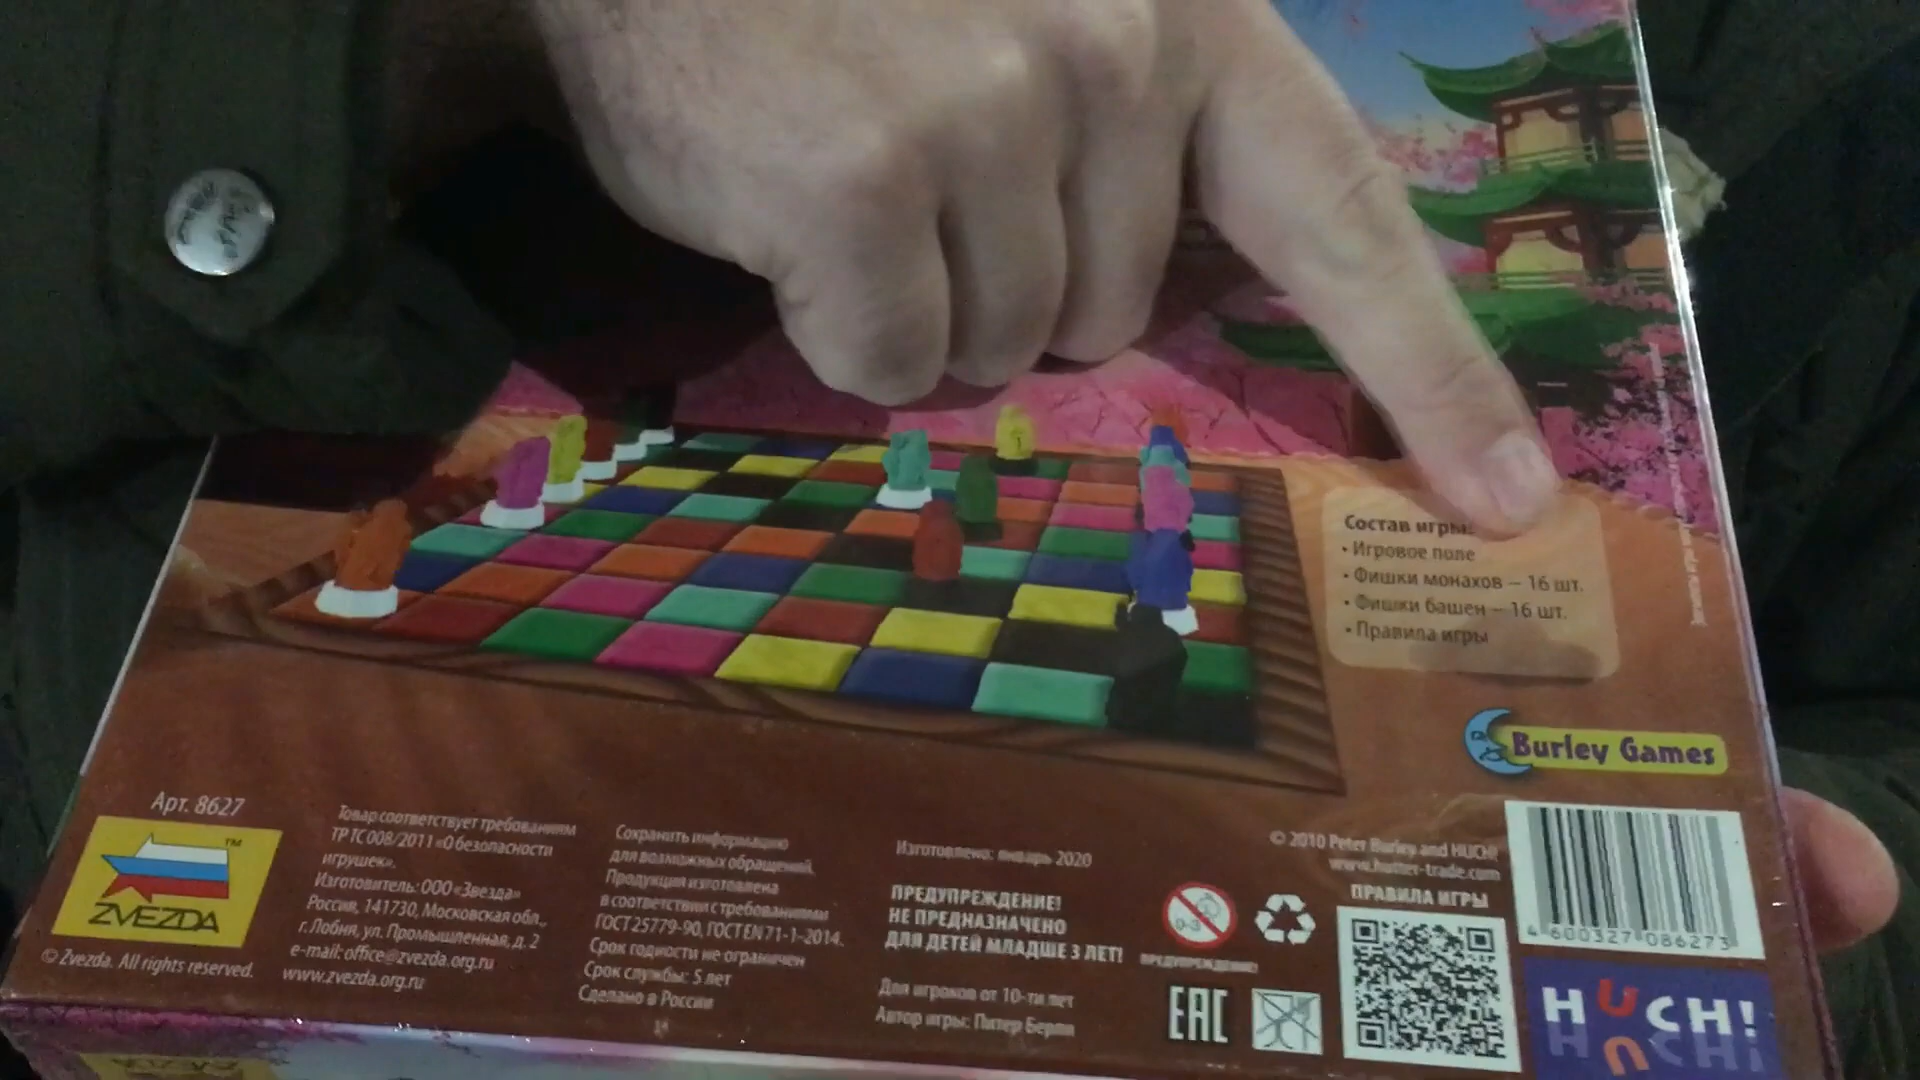 Состав игры:
• Игровое поле
• Фишки монахов – 16 шт.
• Фишки башен – 16 шт.
• Правила игры
Burley Games
Арт. 8627
ZVEZDA
TM
© Zvezda. All rights reserved.
Товар соответствует требованиям
ТР ТС 008/2011 «О безопасности
игрушек».
Изготовитель: ООО «Звезда»
Россия, 141730, Московская обл.,
г. Лобня, ул. Промышленная, д. 2
e-mail: office@zvezda.org.ru
www.zvezda.org.ru
Сохранить информацию
для возможных обращений.
Продукция изготовлена
в соответствии с требованиями
ГОСТ 25779-90, ГОСТ EN 71-1-2014.
Срок годности не ограничен
Срок службы: 5 лет
Сделано в России
Изготовлено: январь 2020
ПРЕДУПРЕЖДЕНИЕ!
НЕ ПРЕДНАЗНАЧЕНО
ДЛЯ ДЕТЕЙ МЛАДШЕ 3 ЛЕТ!
Для игроков от 10-ти лет
Автор игры: Питер Берли
0-3
ПРЕДУПРЕЖДЕНИЕ!
EAC
© 2010 Peter Burley and HUCH!
www.hutter-trade.com
ПРАВИЛА ИГРЫ
4 600327 086273
HUCH!